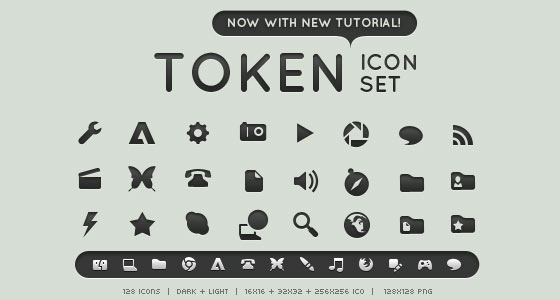 NOW WITH NEW TUTORIAL!
TOKEN ICON SET
128 ICONS | DARK + LIGHT | 16X16 + 32X32 + 256X256 ICO | 128X128 PNG